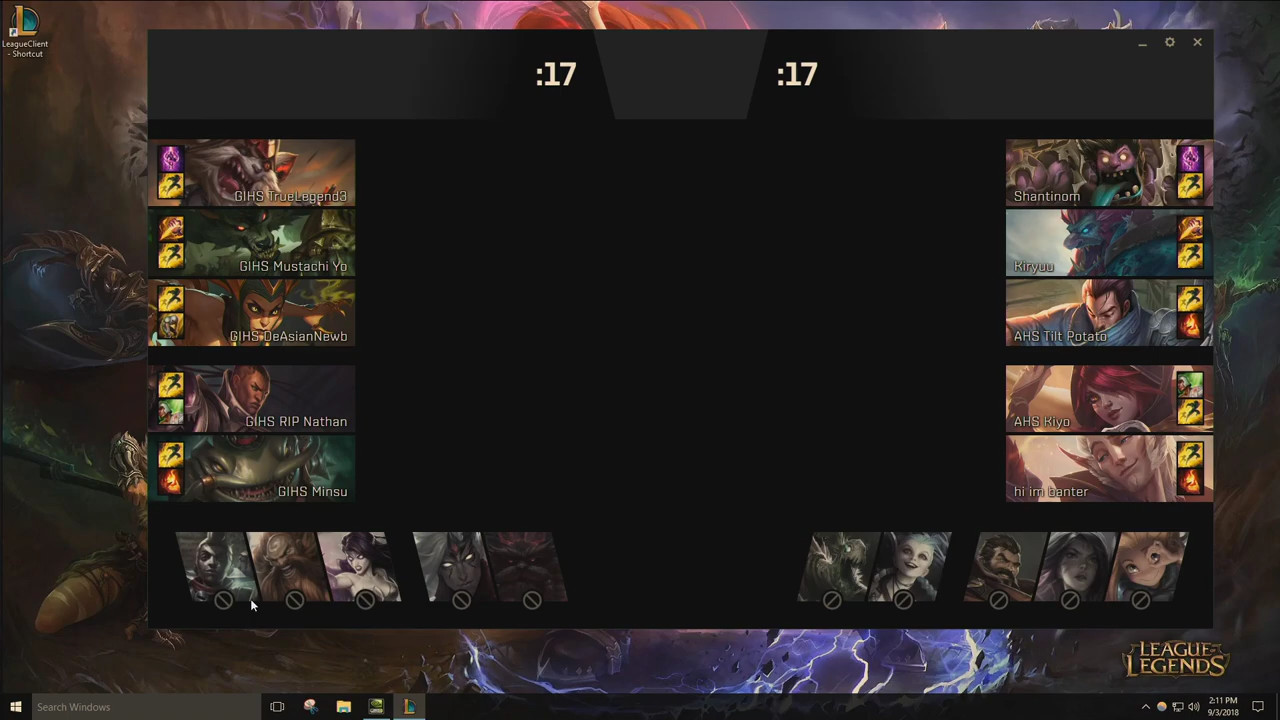 LeagueClient
- Shortcut
:17
:17
GIHS TrueLegend3
GIHS Mustachi Yo
GIHS DeAsianNewb
GIHS RIP Nathan
GIHS Minsu
Shantinom
Kiryuu
AHS Tilt Potato
AHS Kiyo
hi im banter
LEAGUE OF
LEGENDS
Search Windows
2:11 PM
9/3/2018